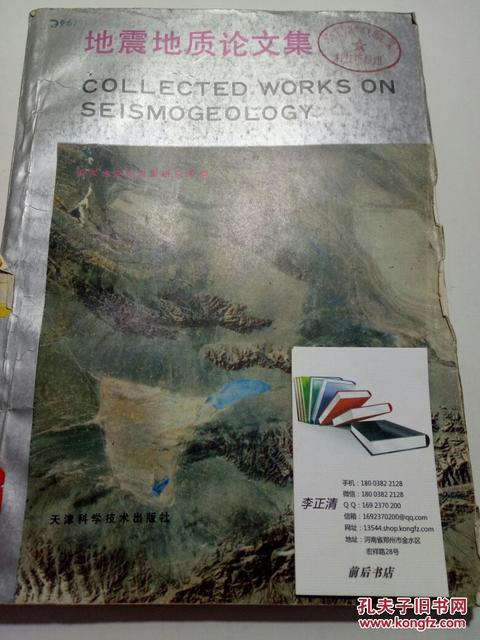 地震地质论文集
COLLECTED WORKS ON
SEISMOGEOLOGY
天津科学技术出版社
李正清
手机：180 0382 2128
微信：180 0382 2128
Q Q：169 2370 200
信箱：1692370200@qq.com
网址：13544.shop.kongfz.com
地址：河南省郑州市金水区
宏祥路28号
前后书店
孔夫子旧书网
www.kongfz.com